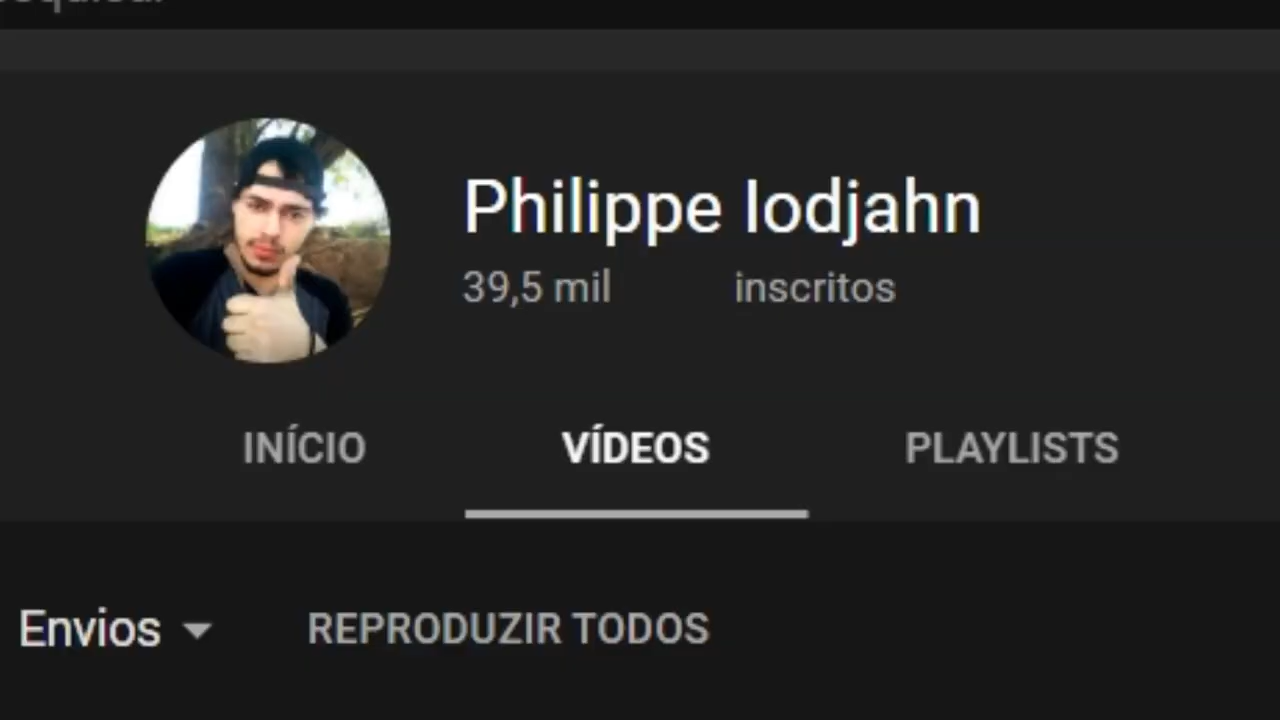 Philippe Iodjahn
39,5 mil inscritos
INÍCIO VÍDEOS PLAYLISTS
Envios REPRODUZIR TODOS